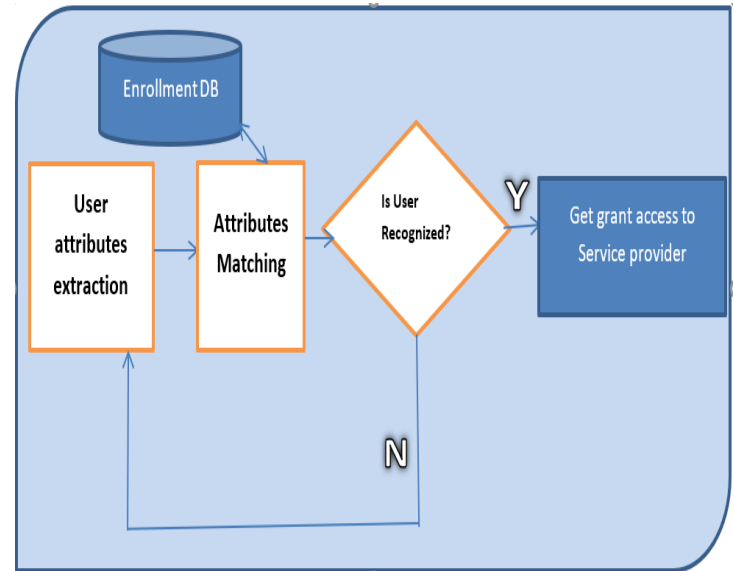 Enrollment DB
User
attributes
extraction
Attributes
Matching
Is User
Recognized?
Y
Get grant access to
Service provider
N